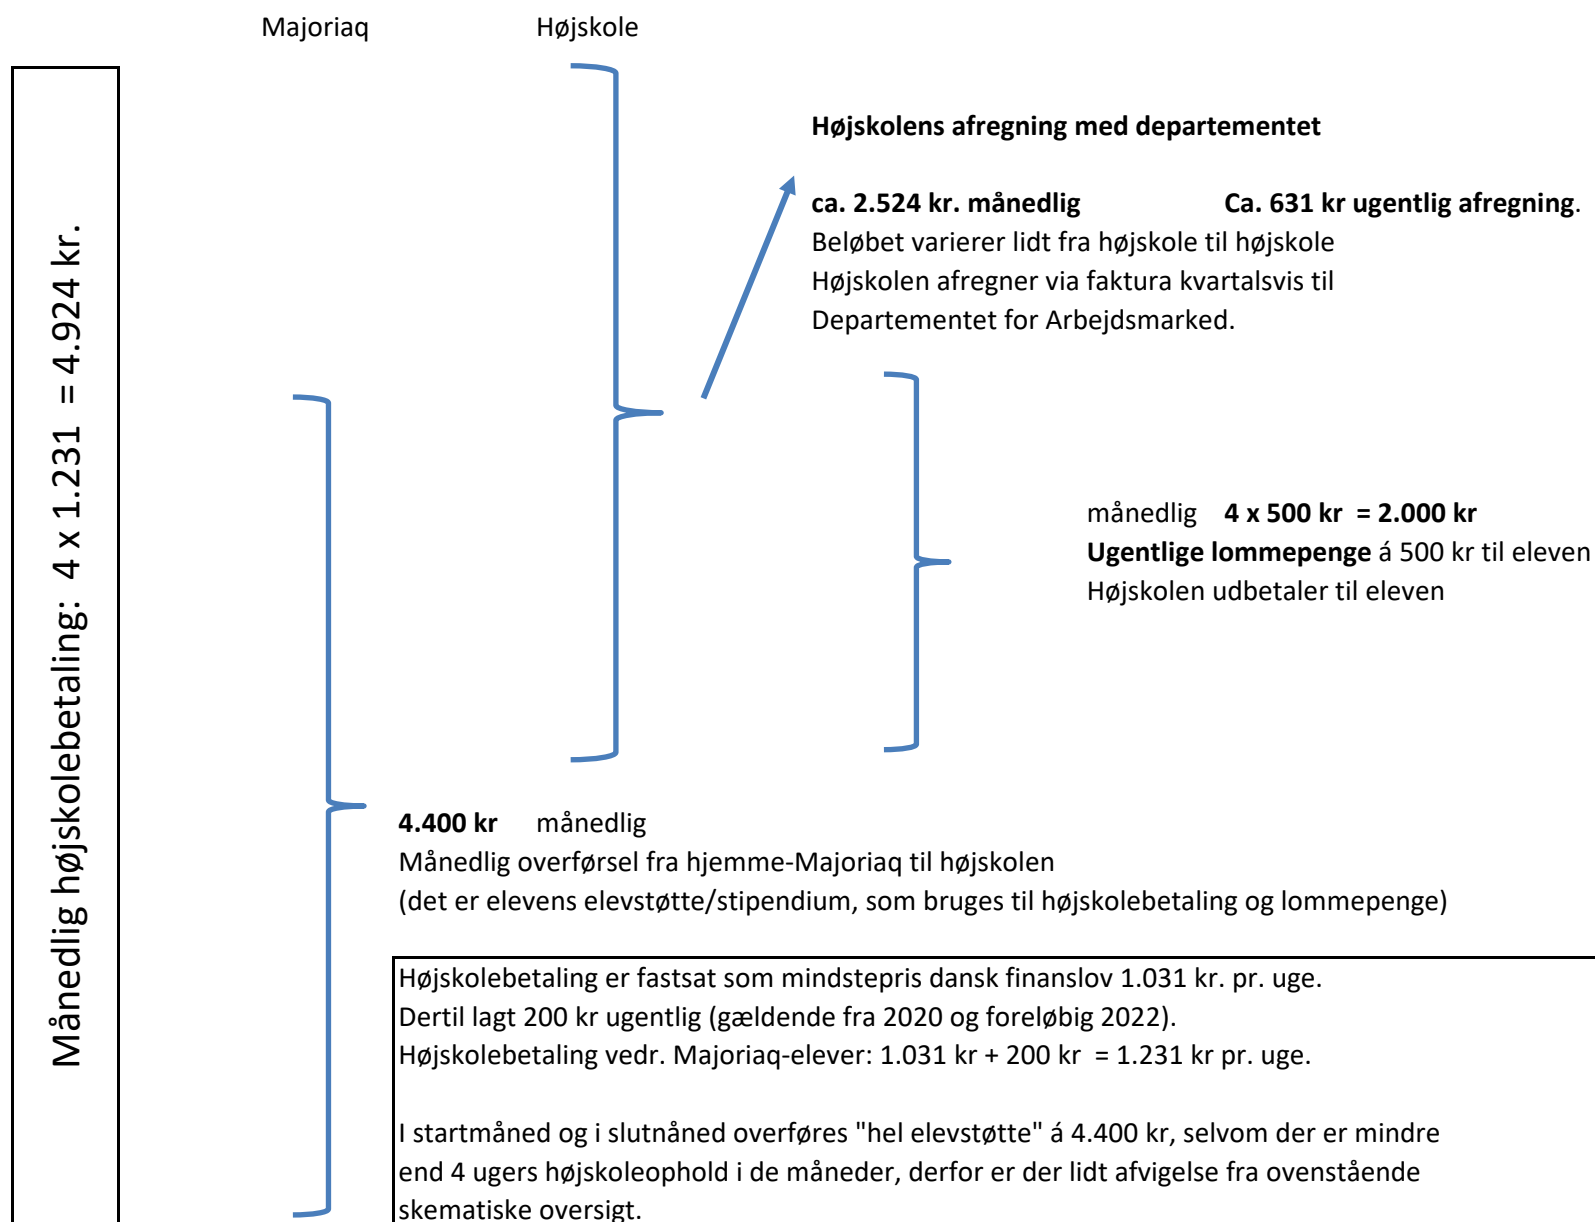 Majoriaq Højskole
Månedlig højskolebetaling: 4 x 1.231 = 4.924 kr.
Højskolens afregning med departementet
ca. 2.524 kr. månedlig Ca. 631 kr ugentlig afregning.
Beløbet varierer lidt fra højskole til højskole
Højskolen afregner via faktura kvartalsvis til
Departementet for Arbejdsmarked.
månedlig 4 x 500 kr = 2.000 kr
Ugentlige lommepenge á 500 kr til eleven
Højskolen udbetaler til eleven
4.400 kr månedlig
Månedlig overførsel fra hjemme-Majoriaq til højskolen
(det er elevens elevstøtte/stipendium, som bruges til højskolebetaling og lommepenge)
Højskolebetaling er fastsat som mindstepris dansk finanslov 1.031 kr. pr. uge.
Dertil lagt 200 kr ugentlig (gældende fra 2020 og foreløbig 2022).
Højskolebetaling vedr. Majoriaq-elever: 1.031 kr + 200 kr = 1.231 kr pr. uge.
I startmåned og i slutnåned overføres "hel elevstøtte" á 4.400 kr, selvom der er mindre
end 4 ugers højskoleophold i de måneder, derfor er der lidt afvigelse fra ovenstående
skematiske oversigt.